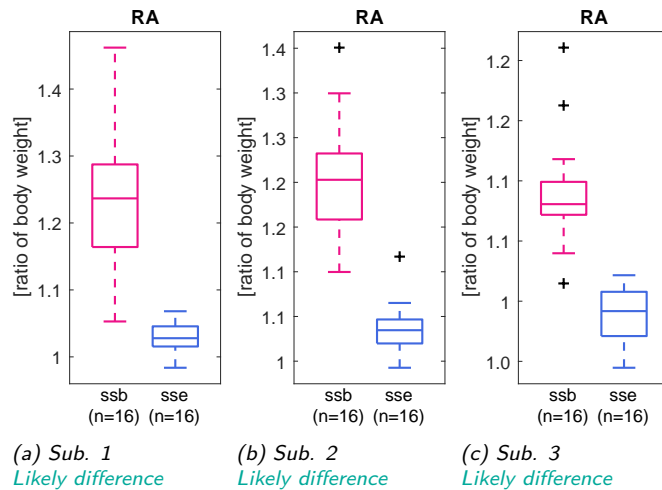 RA RA RA
[ratio of body weight] [ratio of body weight] [ratio of body weight]
1.4 1.4 1.2
1.3 1.3 1.2
1.2 1.3 1.1
1.1 1.2 1.1
1 1.2 1
1.1 1.0
1.1
1
ssb sse ssb sse ssb sse
(n=16) (n=16) (n=16) (n=16) (n=16) (n=16)
(a) Sub. 1 (b) Sub. 2 (c) Sub. 3
Likely difference Likely difference Likely difference